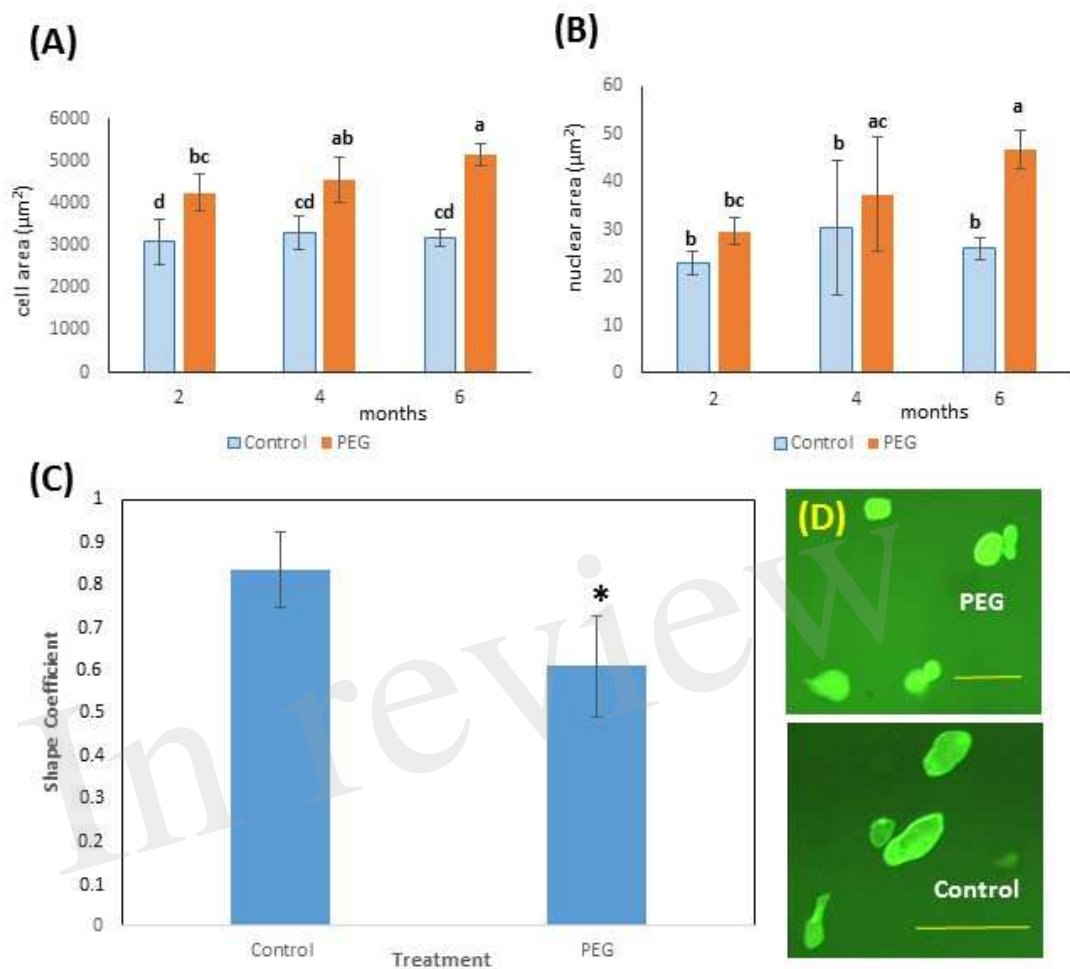 (A)
cell area (µm²)
6000
5000
4000
3000
2000
1000
0
d
bc
cd
ab
cd
a
2
4
6
months
Control
PEG
(B)
nuclear area (µm²)
60
50
40
30
20
10
0
b
bc
b
ac
b
a
2
4
6
months
Control
PEG
(C)
Shape Coefficient
1
0.9
0.8
0.7
0.6
0.5
0.4
0.3
0.2
0.1
0
*
Control
PEG
Treatment
(D)
PEG
Control
In review